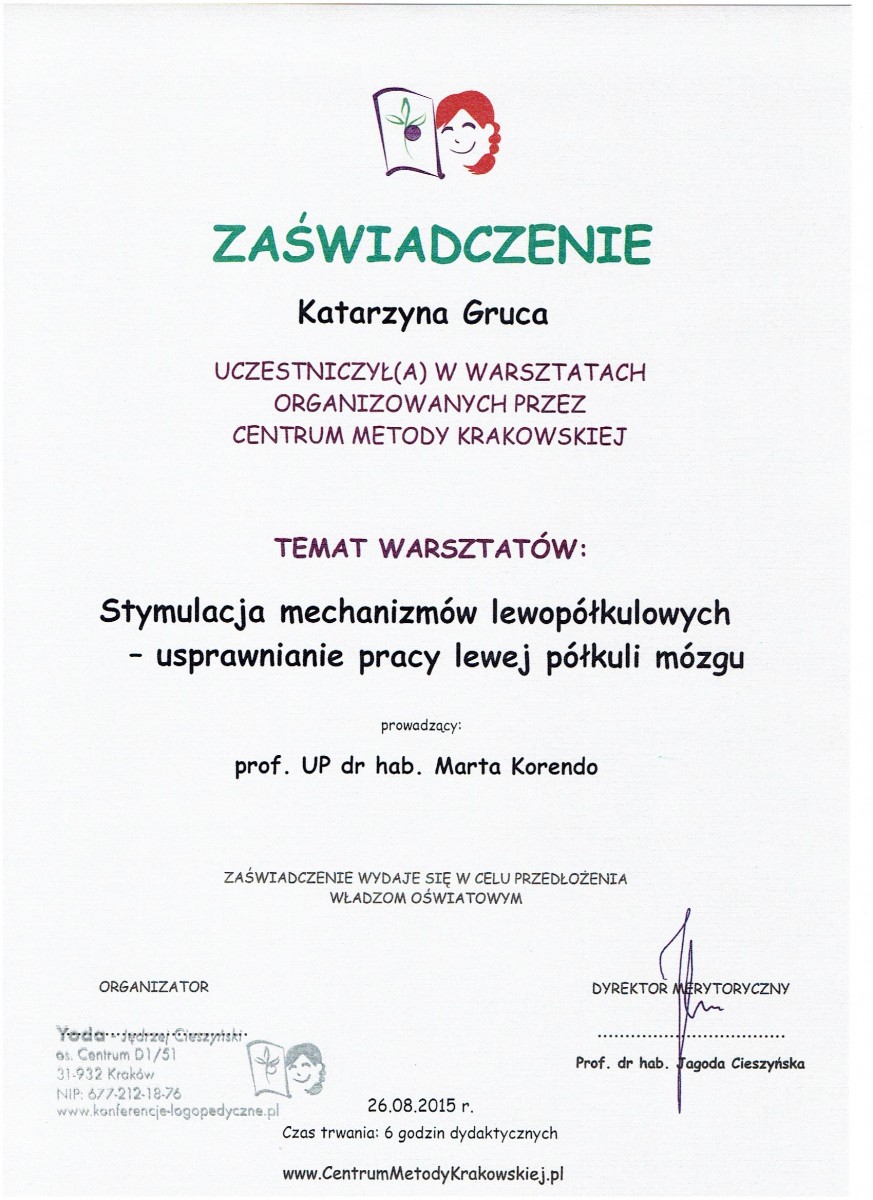 ZAŚWIADCZENIE
Katarzyna Gruca
UCZESTNICZYŁ(A) W WARSZTATACH
ORGANIZOWANYCH PRZEZ
CENTRUM METODY KRAKOWSKIEJ
TEMAT WARSZTATÓW:
Stymulacja mechanizmów lewopółkulowych
– usprawnianie pracy lewej półkuli mózgu
prowadzący:
prof. UP dr hab. Marta Korendo
ZAŚWIADCZENIE WYDAJE SIĘ W CELU PRZEDŁOŻENIA
WŁADZOM OŚWIATOWYM
ORGANIZATOR
Yoda - Jędrzej Cieszyński
os. Centrum D1/51
31-932 Kraków
NIP: 677-212-18-76
www.konferencje-logopedyczne.pl
DYREKTOR MERYTORYCZNY
Prof. dr hab. Jagoda Cieszyńska
26.08.2015 r.
Czas trwania: 6 godzin dydaktycznych
www.CentrumMetodyKrakowskiej.pl